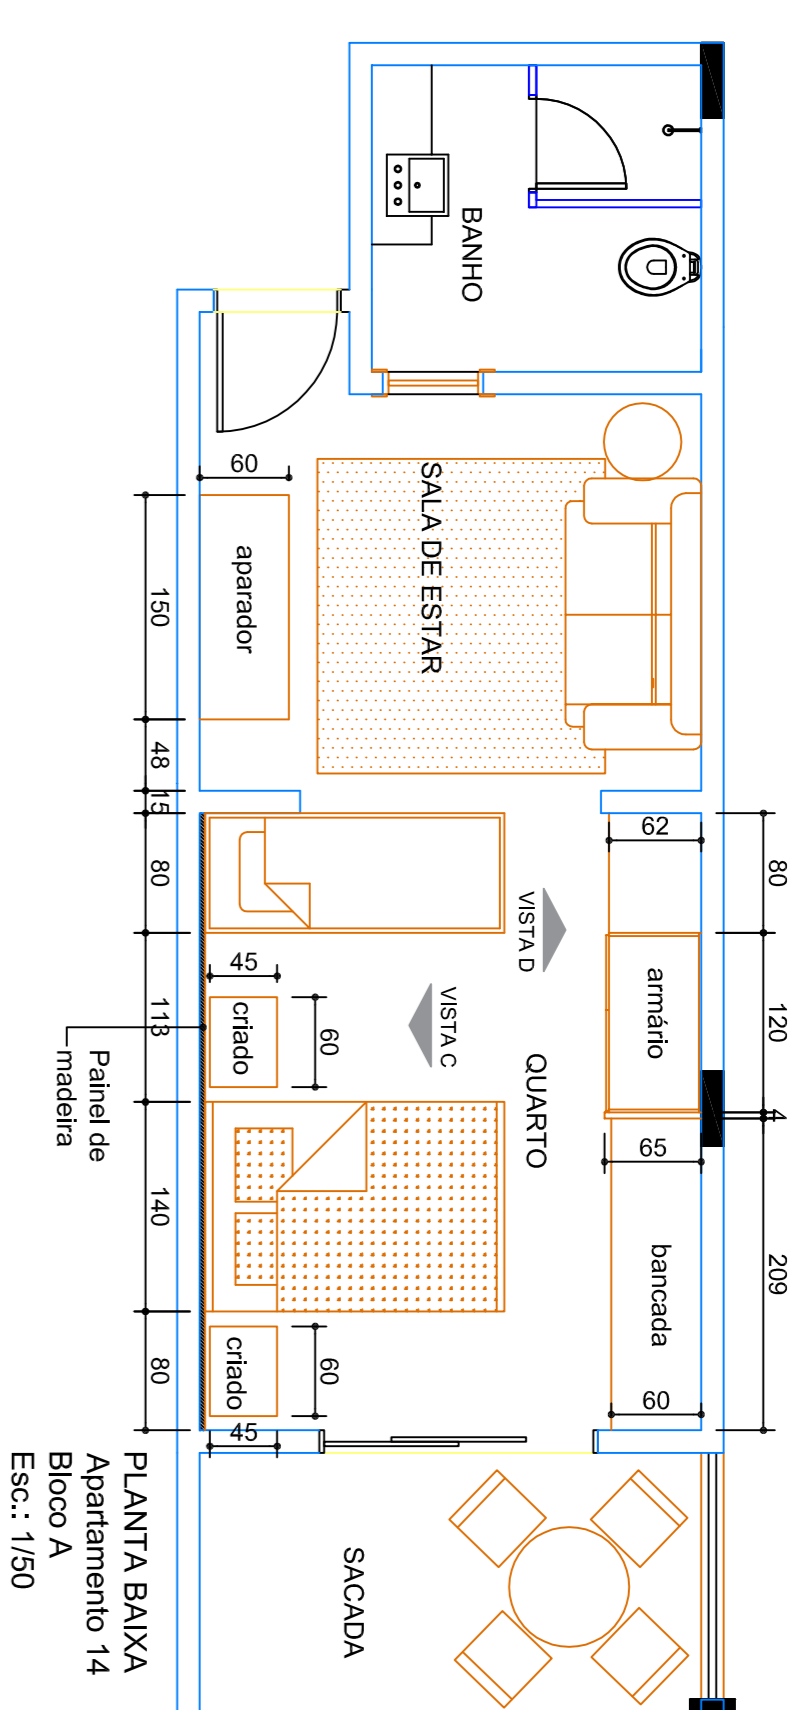 BANHO
60
SALA DE ESTAR
aparador
150
48
15
62
80
80
VISTA D
45
armário
120
113
criado
60
VISTA C
QUARTO
Painel de
madeira
4
65
140
bancada
209
criado
60
80
60
45
SACADA
PLANTA BAIXA
Apartamento 14
Bloco A
Esc.: 1/50